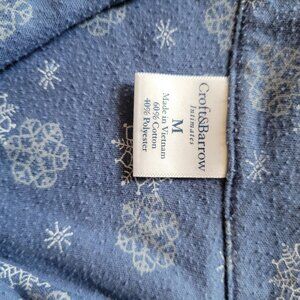 Croft&Barrow
Intimates
M
Made in Vietnam
60% Cotton
40% Polyester